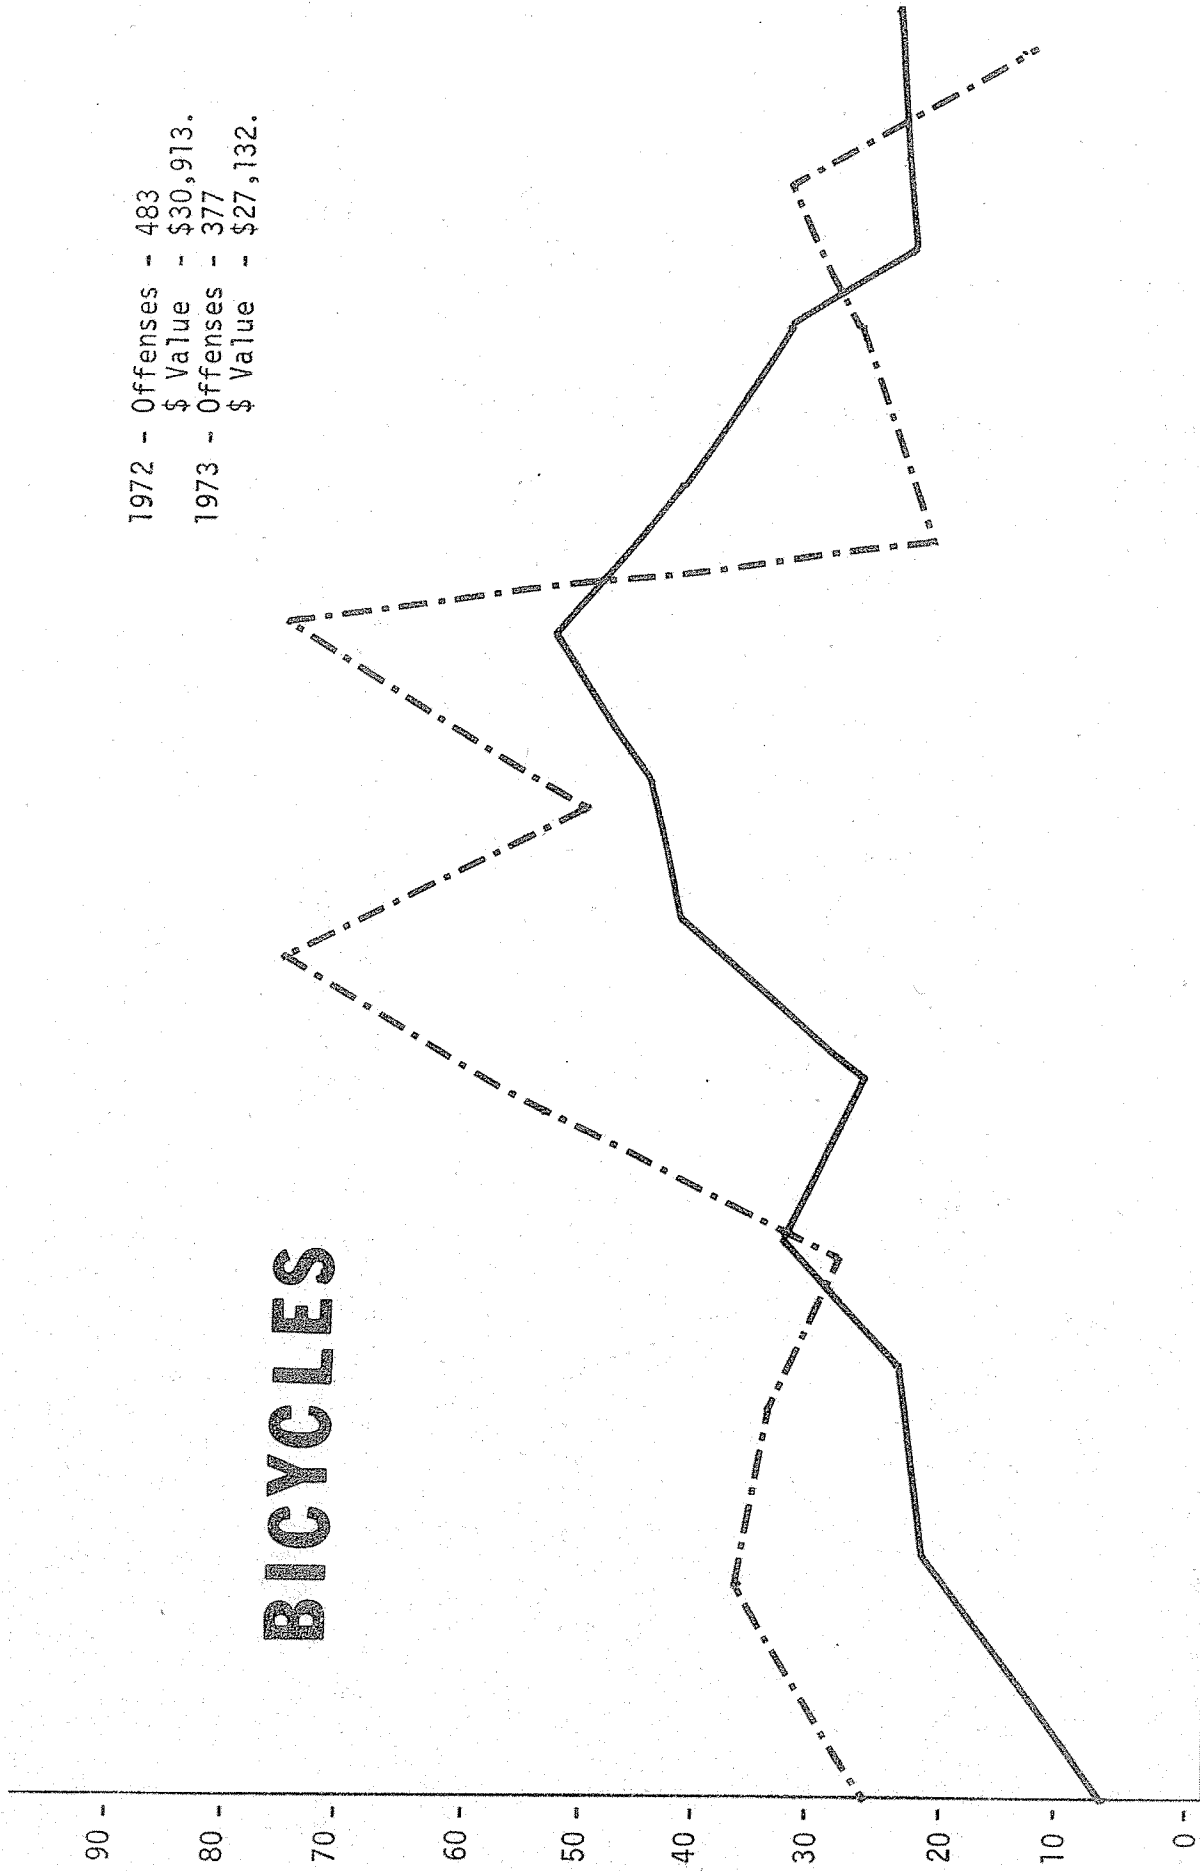 BICYCLES
1972 - Offenses - 483
$ Value - $30,913.
1973 - Offenses - 377
$ Value - $27,132.
90-
80-
70-
60-
50-
40-
30-
20-
10-
0-